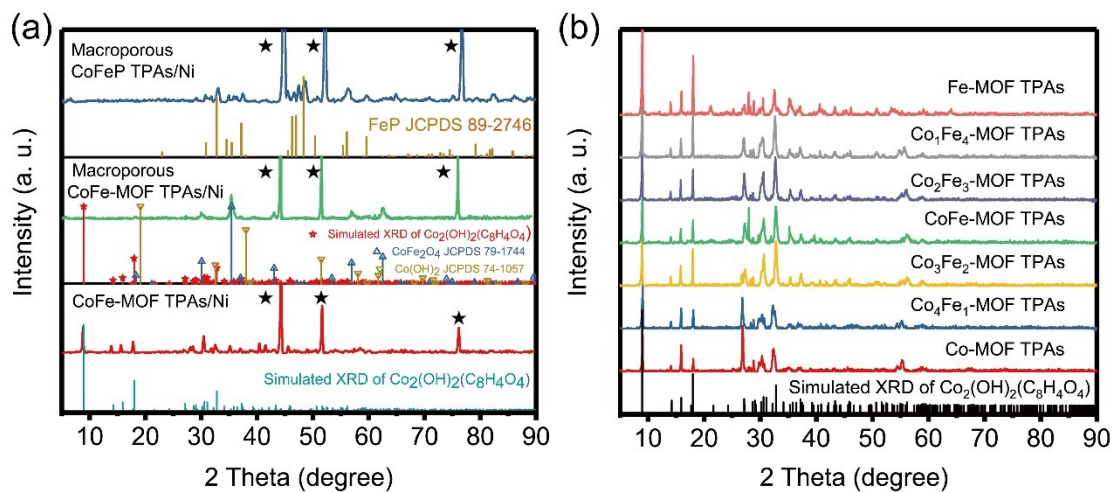 (a)
Intensity (a. u.)
Macroporous
CoFeP TPAs/Ni
★ ★ ★
FeP JCPDS 89-2746
Macroporous
CoFe-MOF TPAs/Ni
★ ★ ★
Simulated XRD of Co₂(OH)₂(C₈H₄O₄)
CoFe₂O₄ JCPDS 79-1744
Co(OH)₂ JCPDS 74-1057
CoFe-MOF TPAs/Ni
★ ★ ★
Simulated XRD of Co₂(OH)₂(C₈H₄O₄)
10 20 30 40 50 60 70 80 90
2 Theta (degree)
(b)
Intensity (a. u.)
Fe-MOF TPAs
Co₁Fe₄-MOF TPAs
Co₂Fe₃-MOF TPAs
CoFe-MOF TPAs
Co₃Fe₂-MOF TPAs
Co₄Fe₁-MOF TPAs
Co-MOF TPAs
Simulated XRD of Co₂(OH)₂(C₈H₄O₄)
10 20 30 40 50 60 70 80 90
2 Theta (degree)